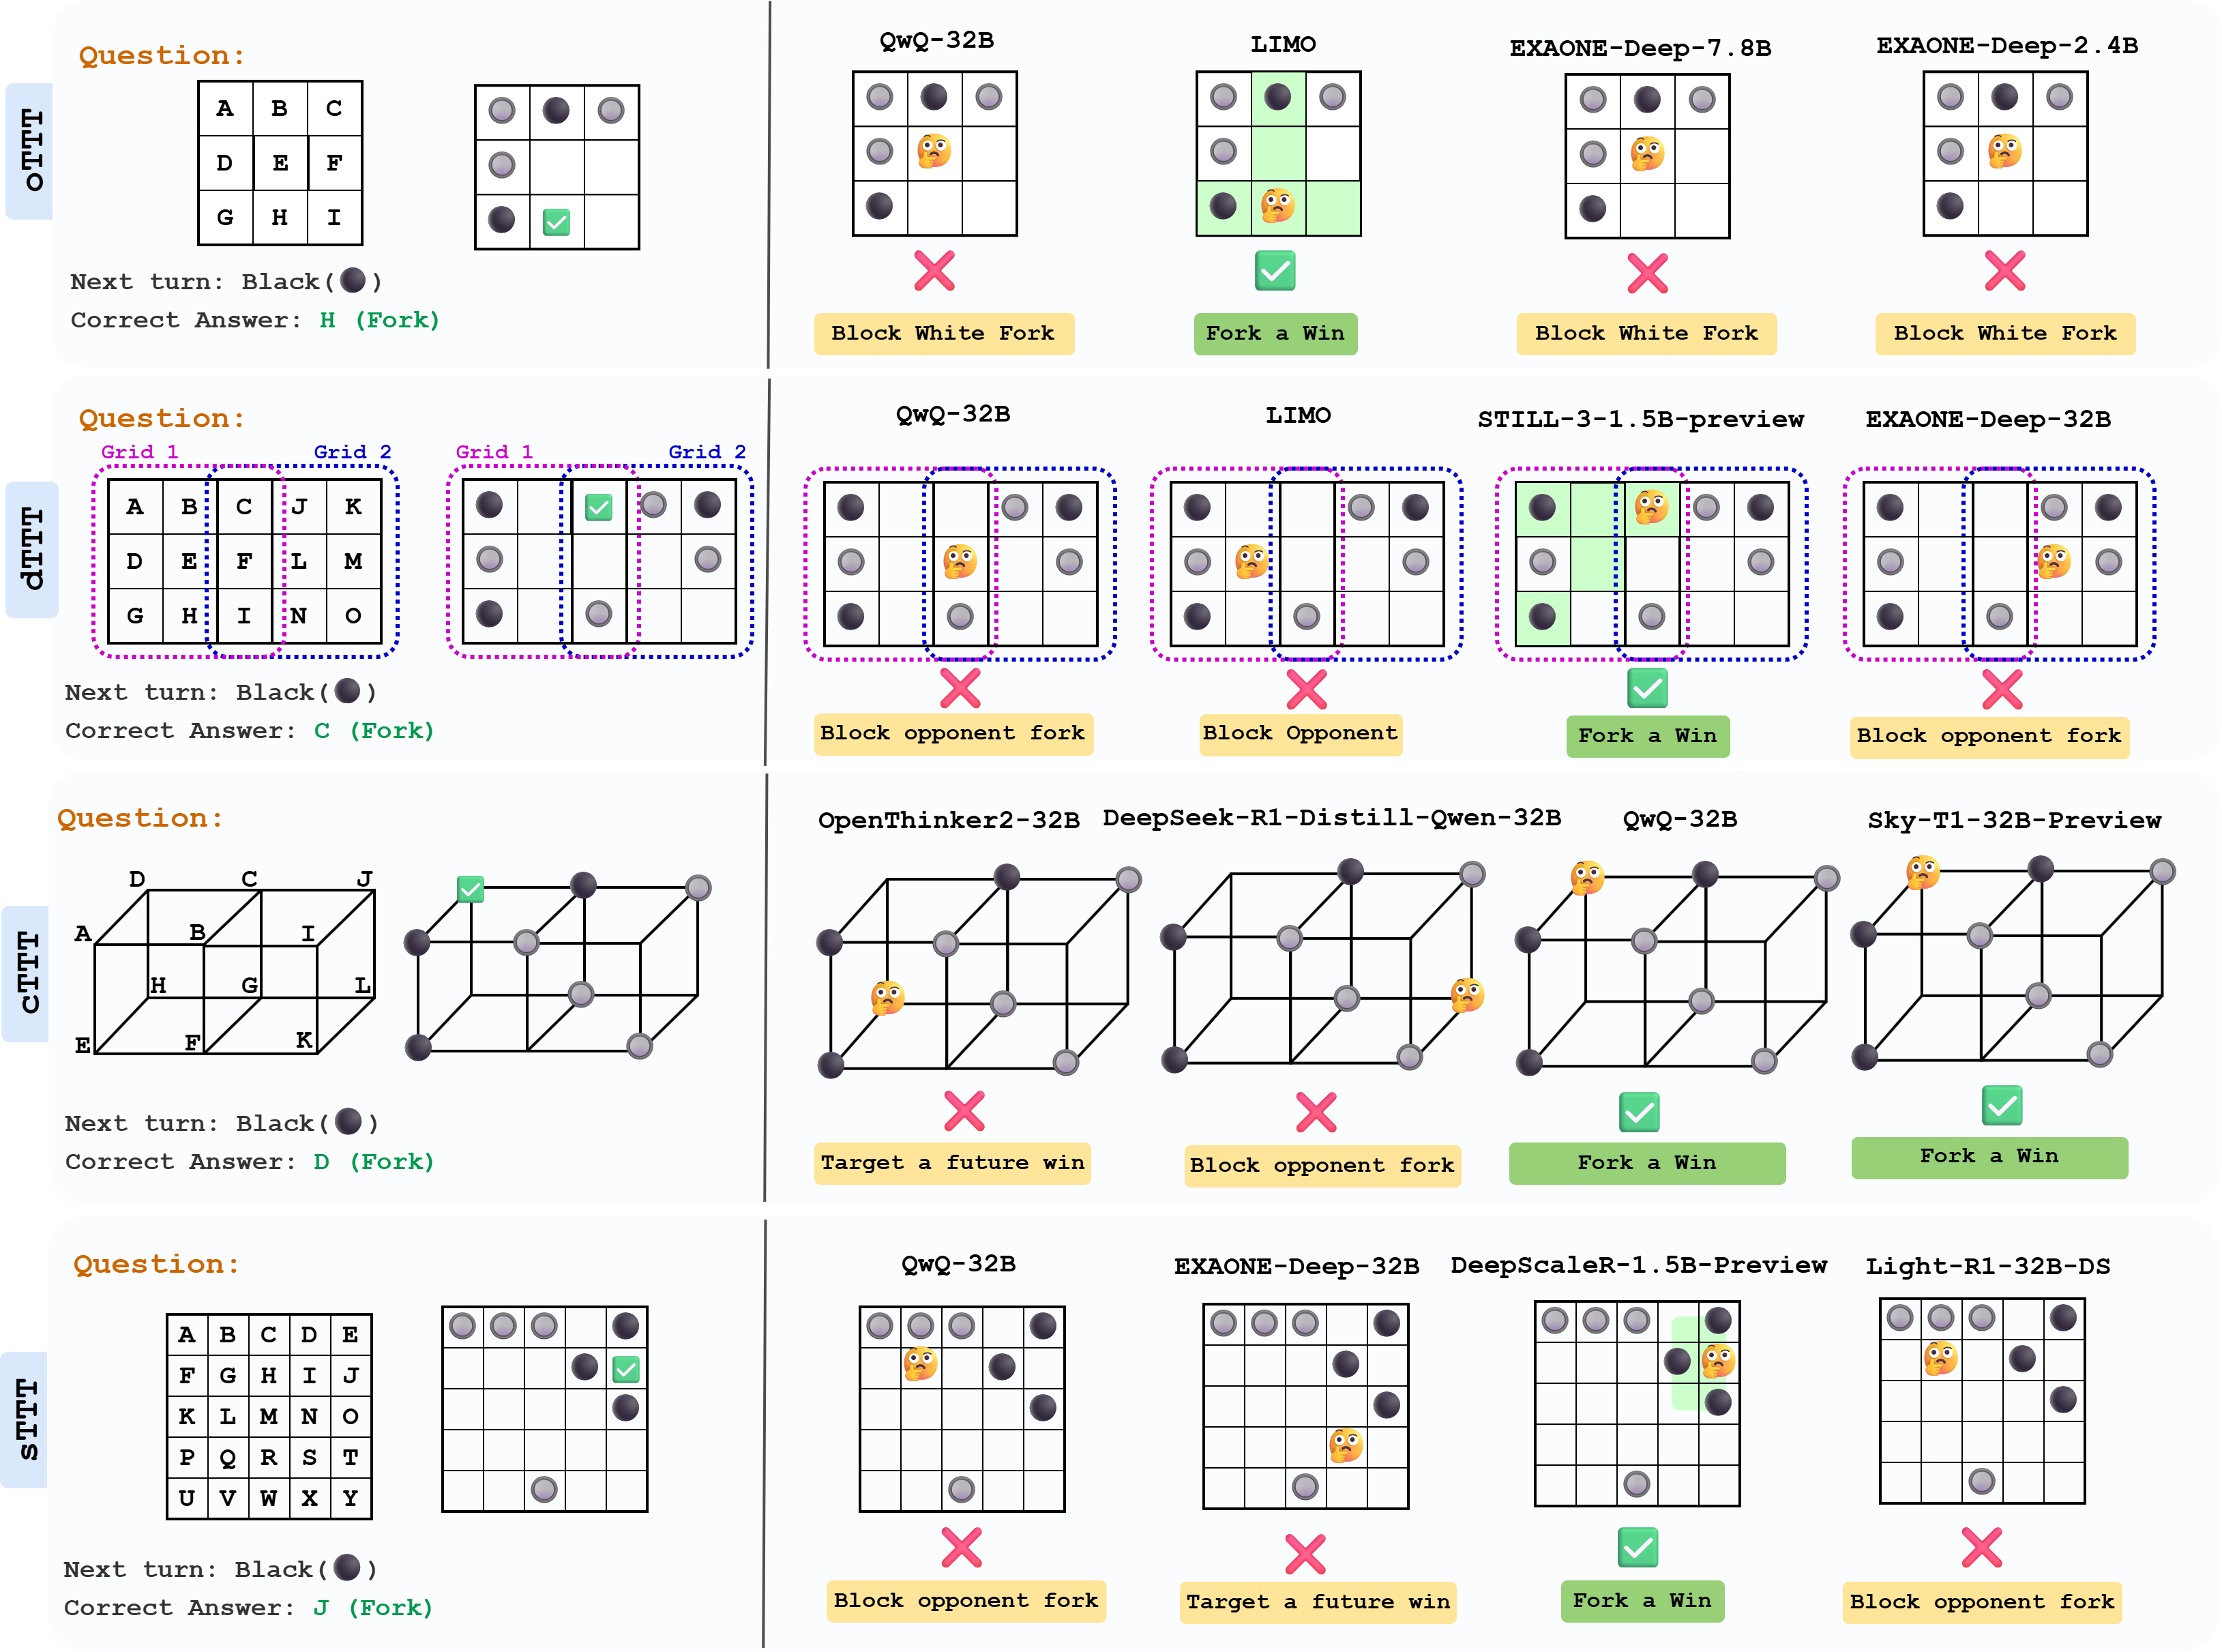 oTTT
Question:
A B C
D E F
G H I
Next turn: Black( )
Correct Answer: H (Fork)
QwQ-32B
LIMO
EXAONE-Deep-7.8B
EXAONE-Deep-2.4B
Block White Fork
Fork a Win
Block White Fork
Block White Fork
dTTT
Question:
Grid 1
Grid 2
A B C J K
D E F L M
G H I N O
Grid 1
Grid 2
Next turn: Black( )
Correct Answer: C (Fork)
QwQ-32B
LIMO
STILL-3-1.5B-preview
EXAONE-Deep-32B
Block opponent fork
Block Opponent
Fork a Win
Block opponent fork
cTTT
Question:
D C J
A B I
H G L
E F K
Next turn: Black( )
Correct Answer: D (Fork)
OpenThinker2-32B
DeepSeek-R1-Distill-Qwen-32B
QwQ-32B
Sky-T1-32B-Preview
Target a future win
Block opponent fork
Fork a Win
Fork a Win
sTTT
Question:
A B C D E
F G H I J
K L M N O
P Q R S T
U V W X Y
Next turn: Black( )
Correct Answer: J (Fork)
QwQ-32B
EXAONE-Deep-32B
DeepScaleR-1.5B-Preview
Light-R1-32B-DS
Block opponent fork
Target a future win
Fork a Win
Block opponent fork